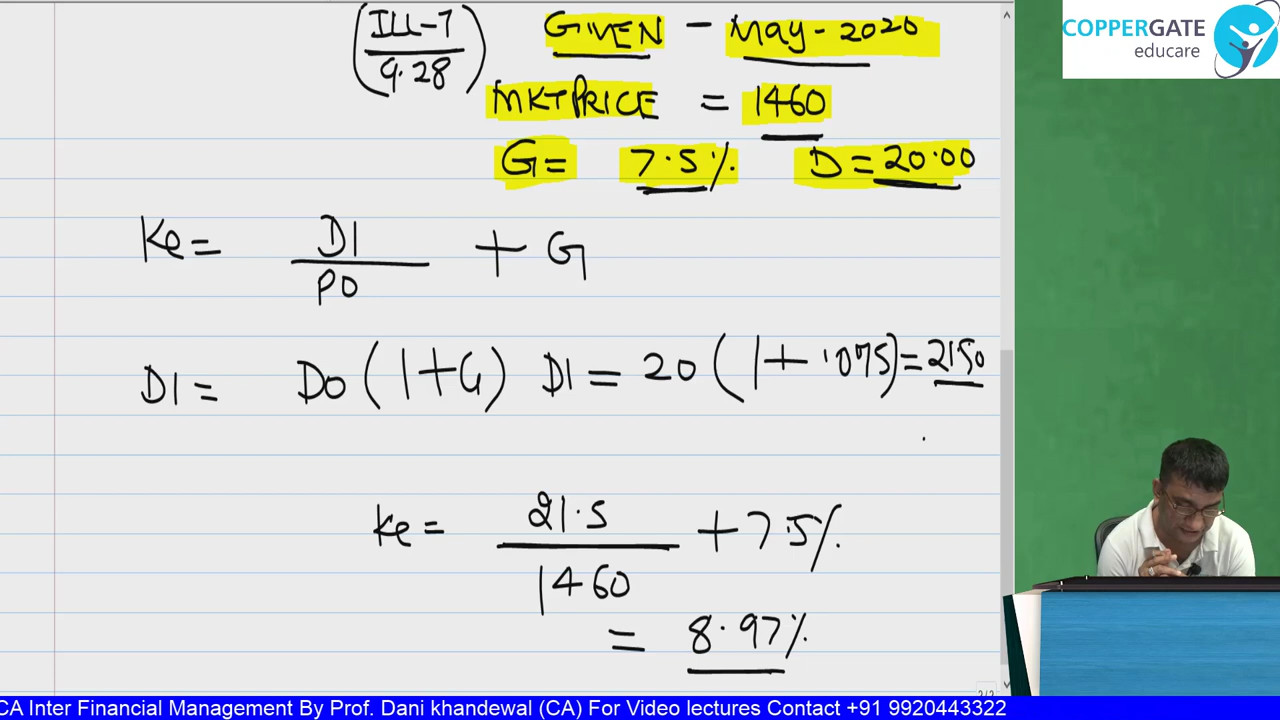 (ILL-7 / 9.28) GIVEN - May-2020
MKT PRICE = 1460
G= 7.5% D=20.00
Ke= D1/P0 + G
D1= D0(1+G) D1= 20(1+.075)=21.50
Ke= 21.5/1460 +7.5%
= 8.97%
COPPERGATE
educare
CA Inter Financial Management By Prof. Dani khandewal (CA) For Video lectures Contact +91 9920443322